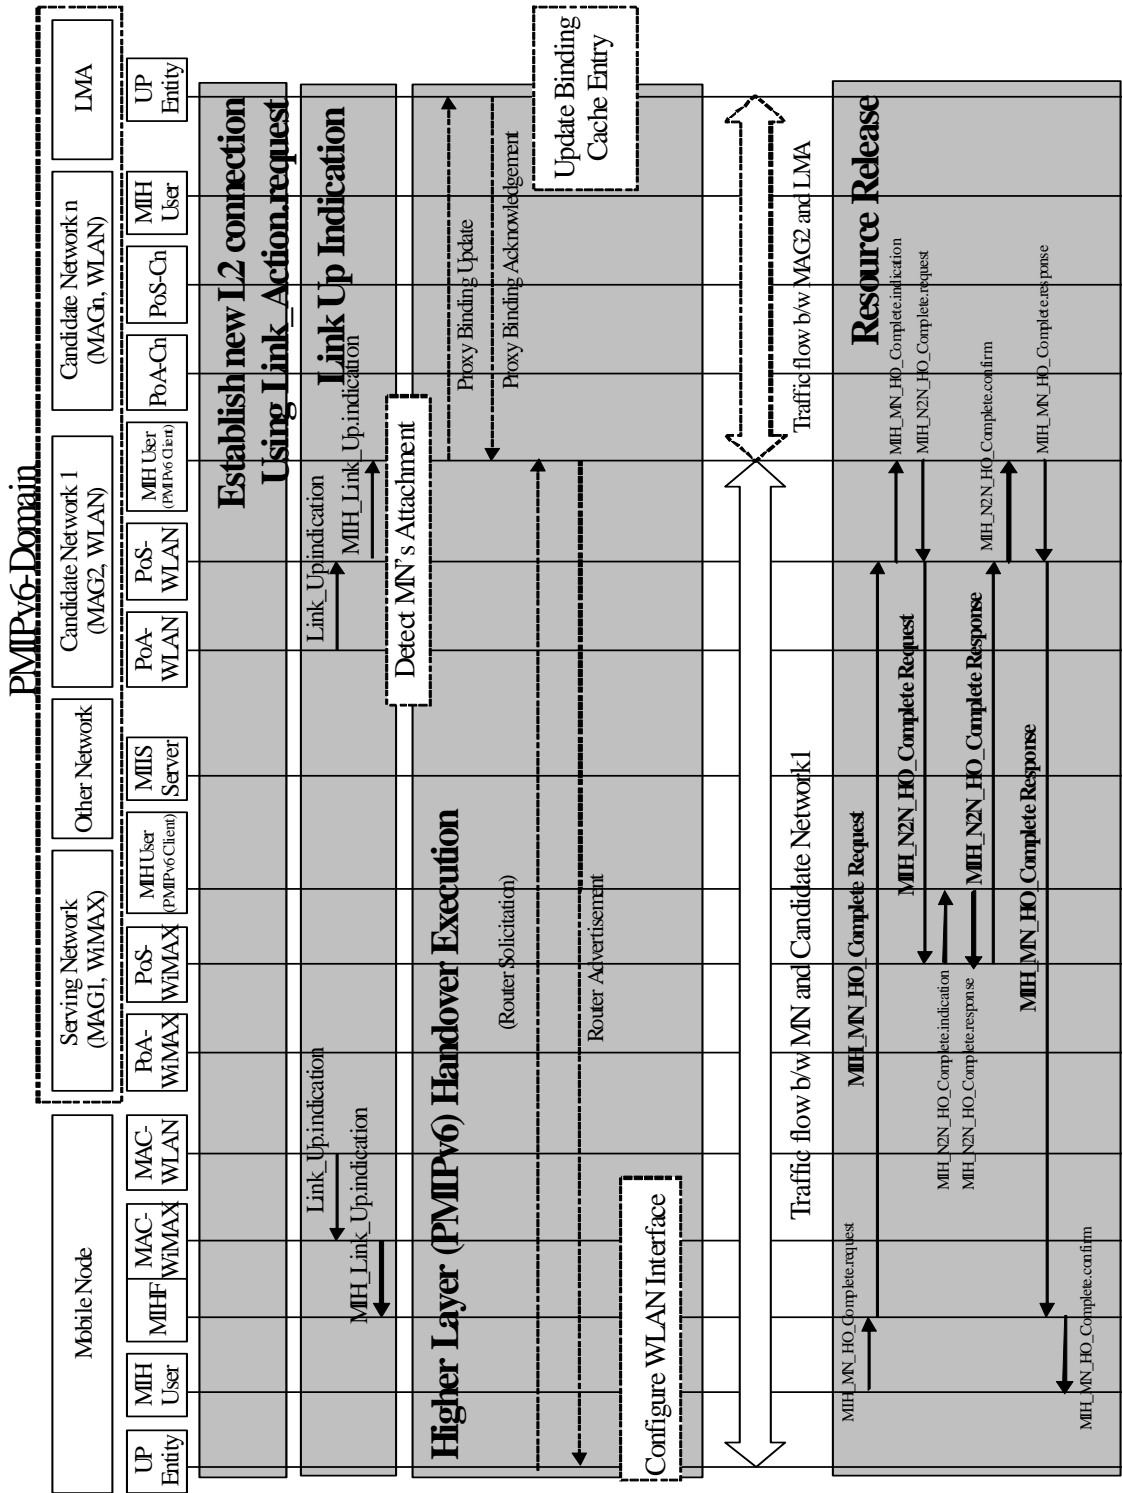 PMIPv6-Domain
Mobile Node
Serving Network
(MAG1, WiMAX)
Other Network
Candidate Network 1
(MAG2, WLAN)
Candidate Network n
(MAGn, WLAN)
LMA
UP
Entity
MIH
User
MIHF
MAC-
WiMAX
MAC-
WLAN
PoA-
WiMAX
PoS-
WiMAX
MIH User
(PMIPv6 Client)
MIIS
Server
PoA-
WLAN
PoS-
WLAN
MIH User
(PMIPv6 Client)
PoA-Cn
PoS-Cn
MIH
User
UP
Entity
Establish new L2 connection
Using Link_Action.request
Link Up Indication
Link_Up.indication
MIH_Link_Up.indication
Link_Up.indication
MIH_Link_Up.indication
Detect MN's Attachment
Higher Layer (PMIPv6) Handover Execution
Proxy Binding Update
Proxy Binding Acknowledgement
Update Binding
Cache Entry
(Router Solicitation)
Router Advertisement
Configure WLAN Interface
Traffic flow b/w MN and Candidate Network1
Traffic flow b/w MAG2 and LMA
Resource Release
MIH_MN_HO_Complete.request
MIH_MN_HO_Complete Request
MIH_MN_HO_Complete.indication
MIH_N2N_HO_Complete.request
MIH_N2N_HO_Complete Request
MIH_N2N_HO_Complete.indication
MIH_N2N_HO_Complete.response
MIH_N2N_HO_Complete Response
MIH_N2N_HO_Complete.confirm
MIH_MN_HO_Complete.response
MIH_MN_HO_Complete Response
MIH_MN_HO_Complete.confirm